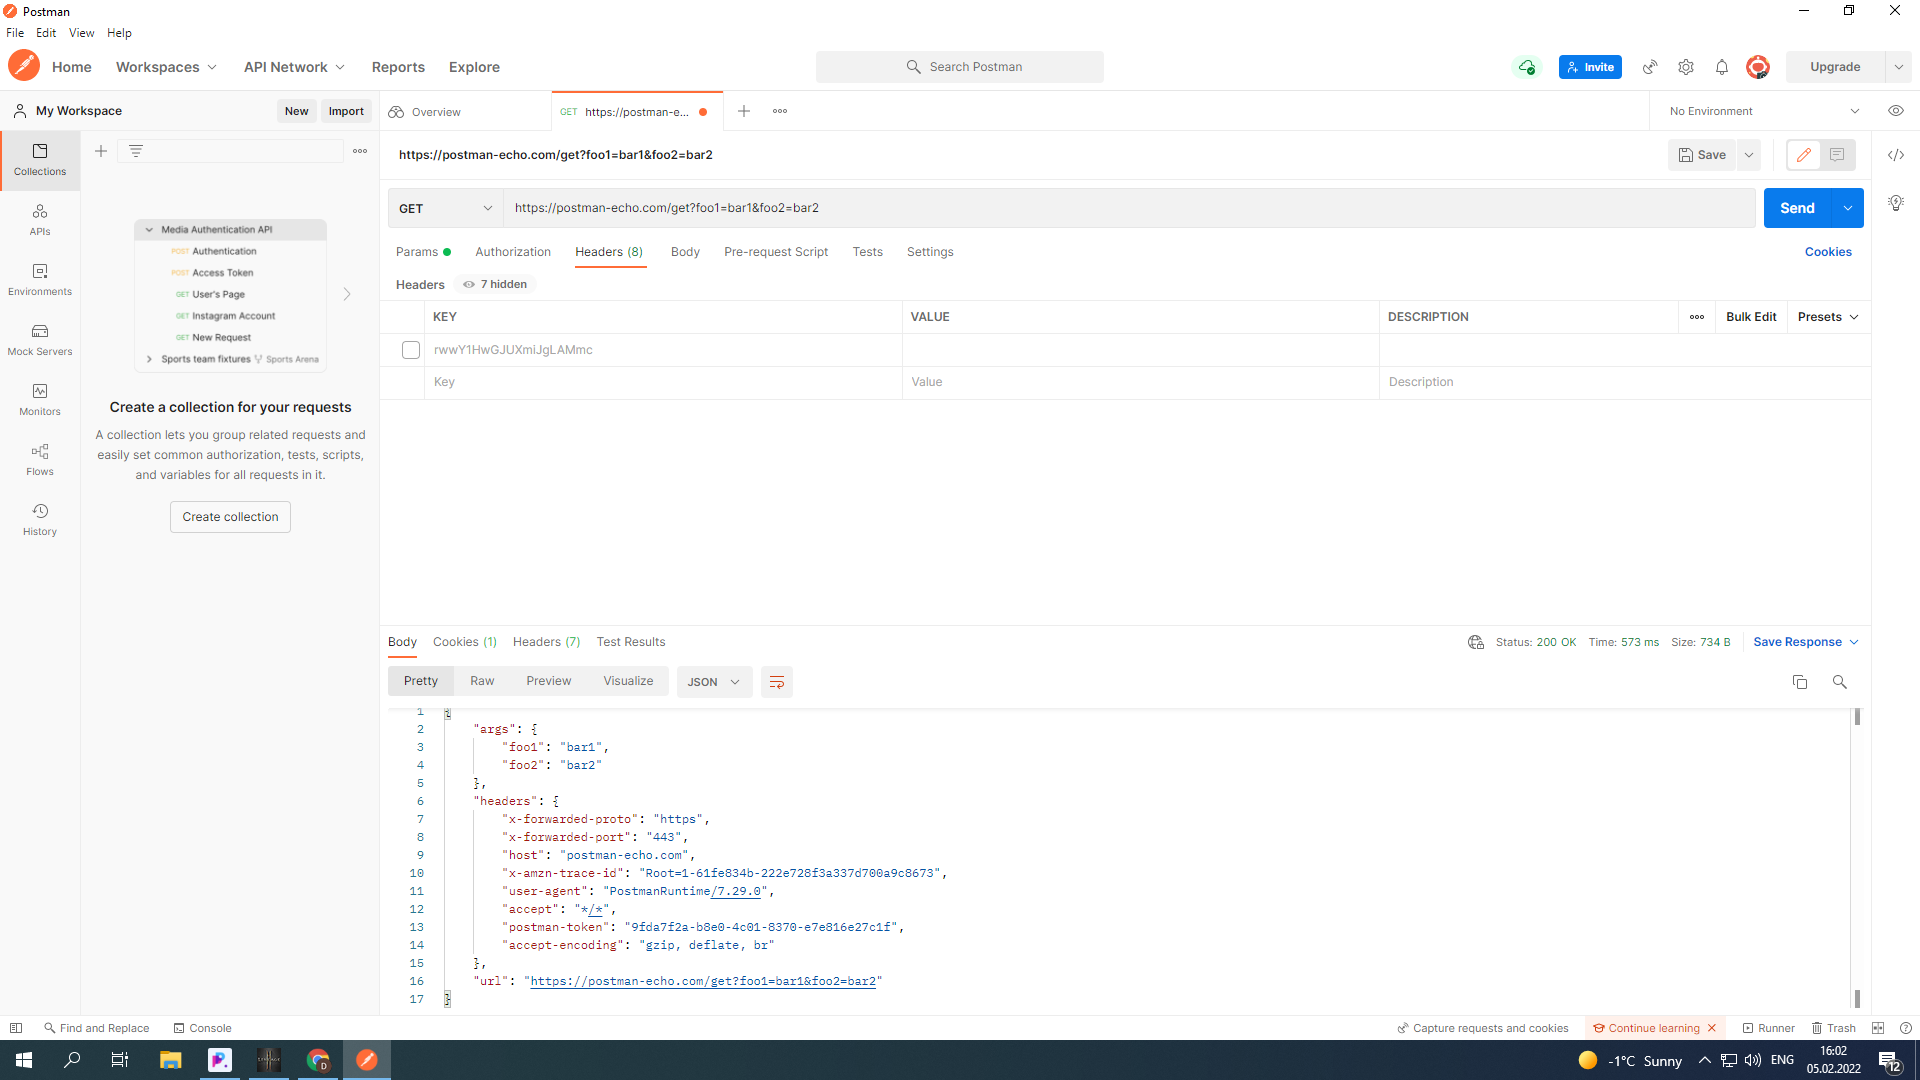 Postman
File Edit View Help
Home Workspaces API Network Reports Explore
Search Postman
Invite
Upgrade
My Workspace
New
Import
Overview
GET https://postman-e...
No Environment
Collections
APIs
Environments
Mock Servers
Monitors
Flows
History
Media Authentication API
POST Authentication
POST Access Token
GET User's Page
GET Instagram Account
GET New Request
Sports team fixtures Sports Arena
Create a collection for your requests
A collection lets you group related requests and
easily set common authorization, tests, scripts,
and variables for all requests in it.
Create collection
https://postman-echo.com/get?foo1=bar1&foo2=bar2
Save
GET
https://postman-echo.com/get?foo1=bar1&foo2=bar2
Send
Params Authorization Headers (8) Body Pre-request Script Tests Settings
Cookies
Headers 7 hidden
KEY VALUE DESCRIPTION Bulk Edit Presets
rwwY1HwGJUXmiJgLAMmc
Key Value Description
Body Cookies (1) Headers (7) Test Results
Status: 200 OK Time: 573 ms Size: 734 B Save Response
Pretty Raw Preview Visualize JSON
1 {
2 "args": {
3 "foo1": "bar1",
4 "foo2": "bar2"
5 },
6 "headers": {
7 "x-forwarded-proto": "https",
8 "x-forwarded-port": "443",
9 "host": "postman-echo.com",
10 "x-amzn-trace-id": "Root=1-61fe834b-222e728f3a337d700a9c8673",
11 "user-agent": "PostmanRuntime/7.29.0",
12 "accept": "*/*",
13 "postman-token": "9fda7f2a-b8e0-4c01-8370-e7e816e27c1f",
14 "accept-encoding": "gzip, deflate, br"
15 },
16 "url": "https://postman-echo.com/get?foo1=bar1&foo2=bar2"
17 }
Find and Replace Console
Capture requests and cookies Continue learning Runner Trash
-1°C Sunny
ENG
16:02
05.02.2022
12